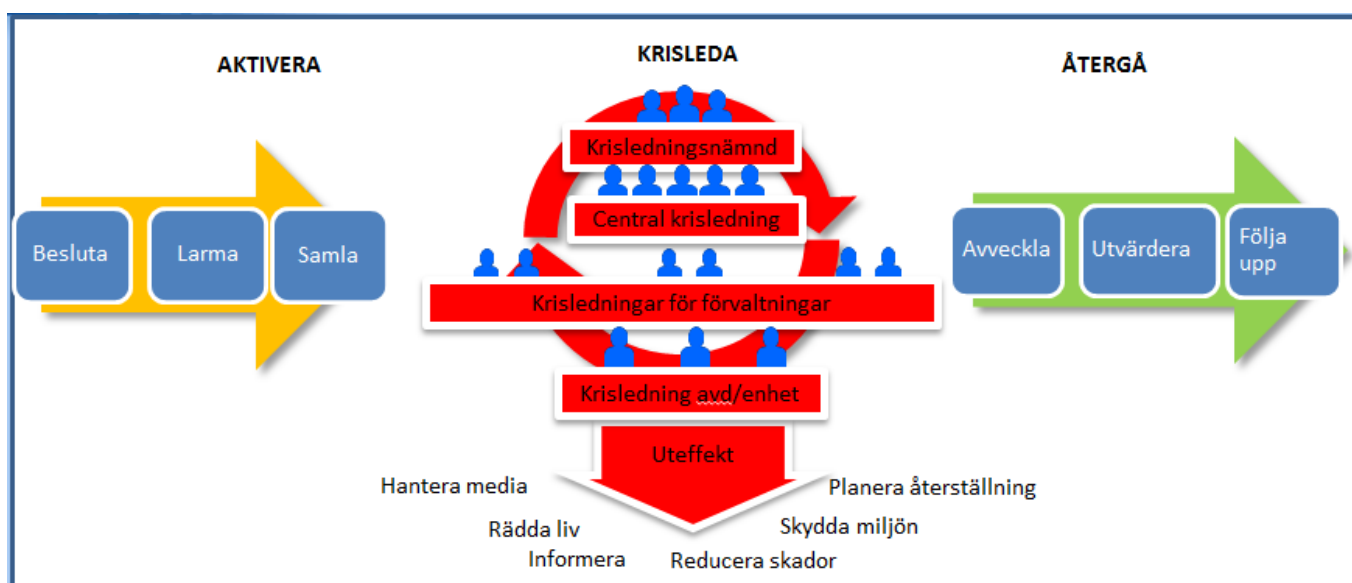 AKTIVERA
KRISLEDA
ÅTERGÅ
Besluta
Larma
Samla
Krisledningsnämnd
Central krisledning
Krisledningar för förvaltningar
Krisledning avd/enhet
Uteffekt
Hantera media
Rädda liv
Informera
Reducera skador
Skydda miljön
Planera återställning
Avveckla
Utvärdera
Följa
upp